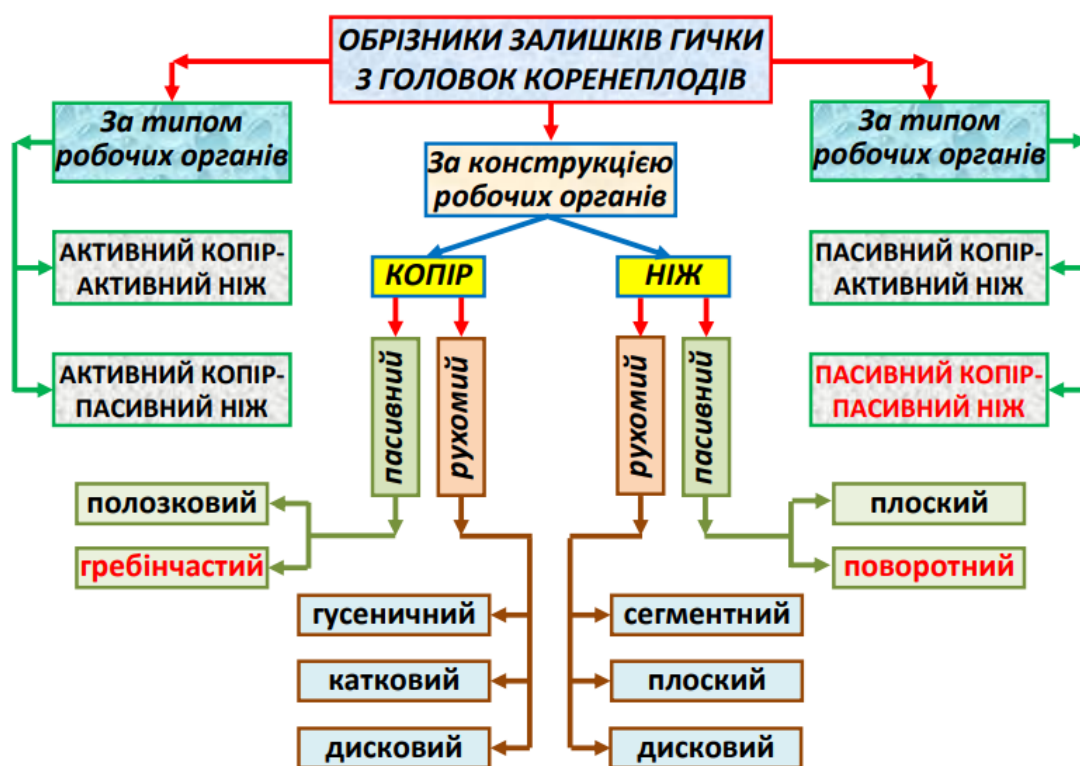 ОБРІЗНИКИ ЗАЛИШКІВ ГИЧКИ
З ГОЛОВОК КОРЕНЕПЛОДІВ
За типом
робочих органів
За конструкцією
робочих органів
За типом
робочих органів
АКТИВНИЙ КОПІР-
АКТИВНИЙ НІЖ
АКТИВНИЙ КОПІР-
ПАСИВНИЙ НІЖ
КОПІР
НІЖ
ПАСИВНИЙ КОПІР-
АКТИВНИЙ НІЖ
ПАСИВНИЙ КОПІР-
ПАСИВНИЙ НІЖ
пасивний
рухомий
рухомий
пасивний
полозковий
гребінчастий
плоский
поворотний
гусеничний
катковий
дисковий
сегментний
плоский
дисковий